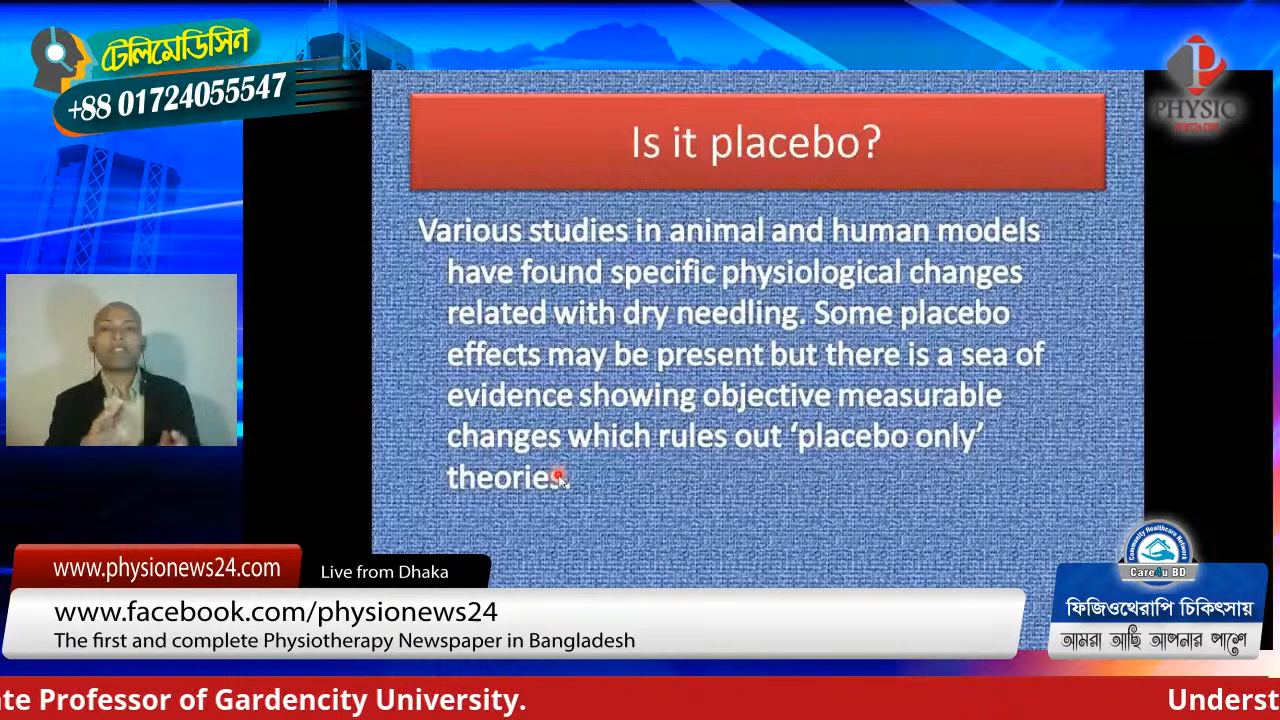 টেলিমেডিসিন
+88 01724055547
PHYSIO
Is it placebo?
Various studies in animal and human models
have found specific physiological changes
related with dry needling. Some placebo
effects may be present but there is a sea of
evidence showing objective measurable
changes which rules out ‘placebo only’
theories.
www.physionews24.com
Live from Dhaka
www.facebook.com/physionews24
The first and complete Physiotherapy Newspaper in Bangladesh
Community Healthcare Network
Care4u BD
ফিজিওথেরাপি চিকিৎসায়
আমরা আছি আপনার পাশে
te Professor of Gardencity University.
Underst